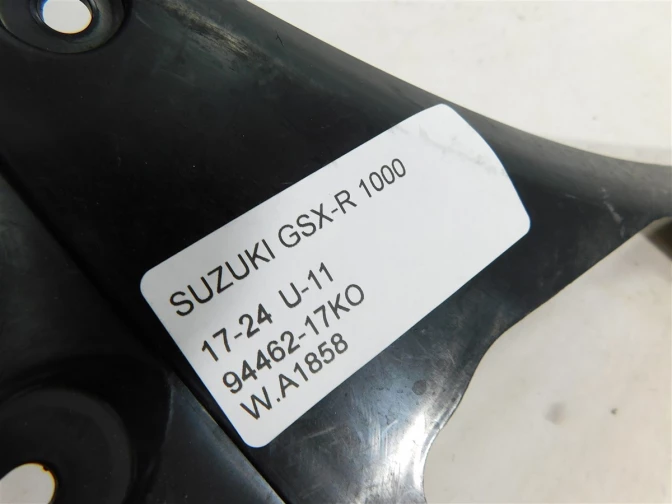 SUZUKI GSX-R 1000
17-24 U-11
94462-17KO
W.A1858